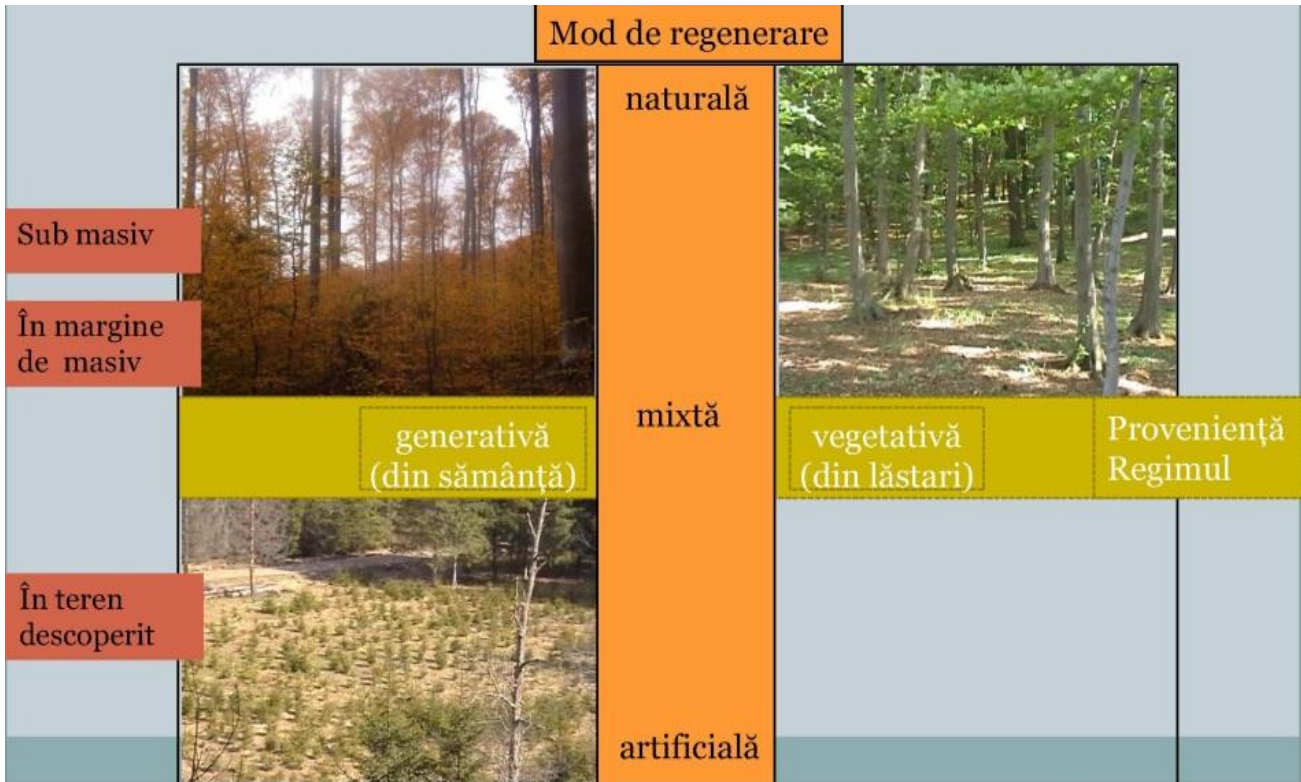 Mod de regenerare
naturală
Sub masiv
În margine
de masiv
mixtă
generativă
(din sămânță)
vegetativă
(din lăstari)
Proveniență
Regimul
În teren
descoperit
artificială